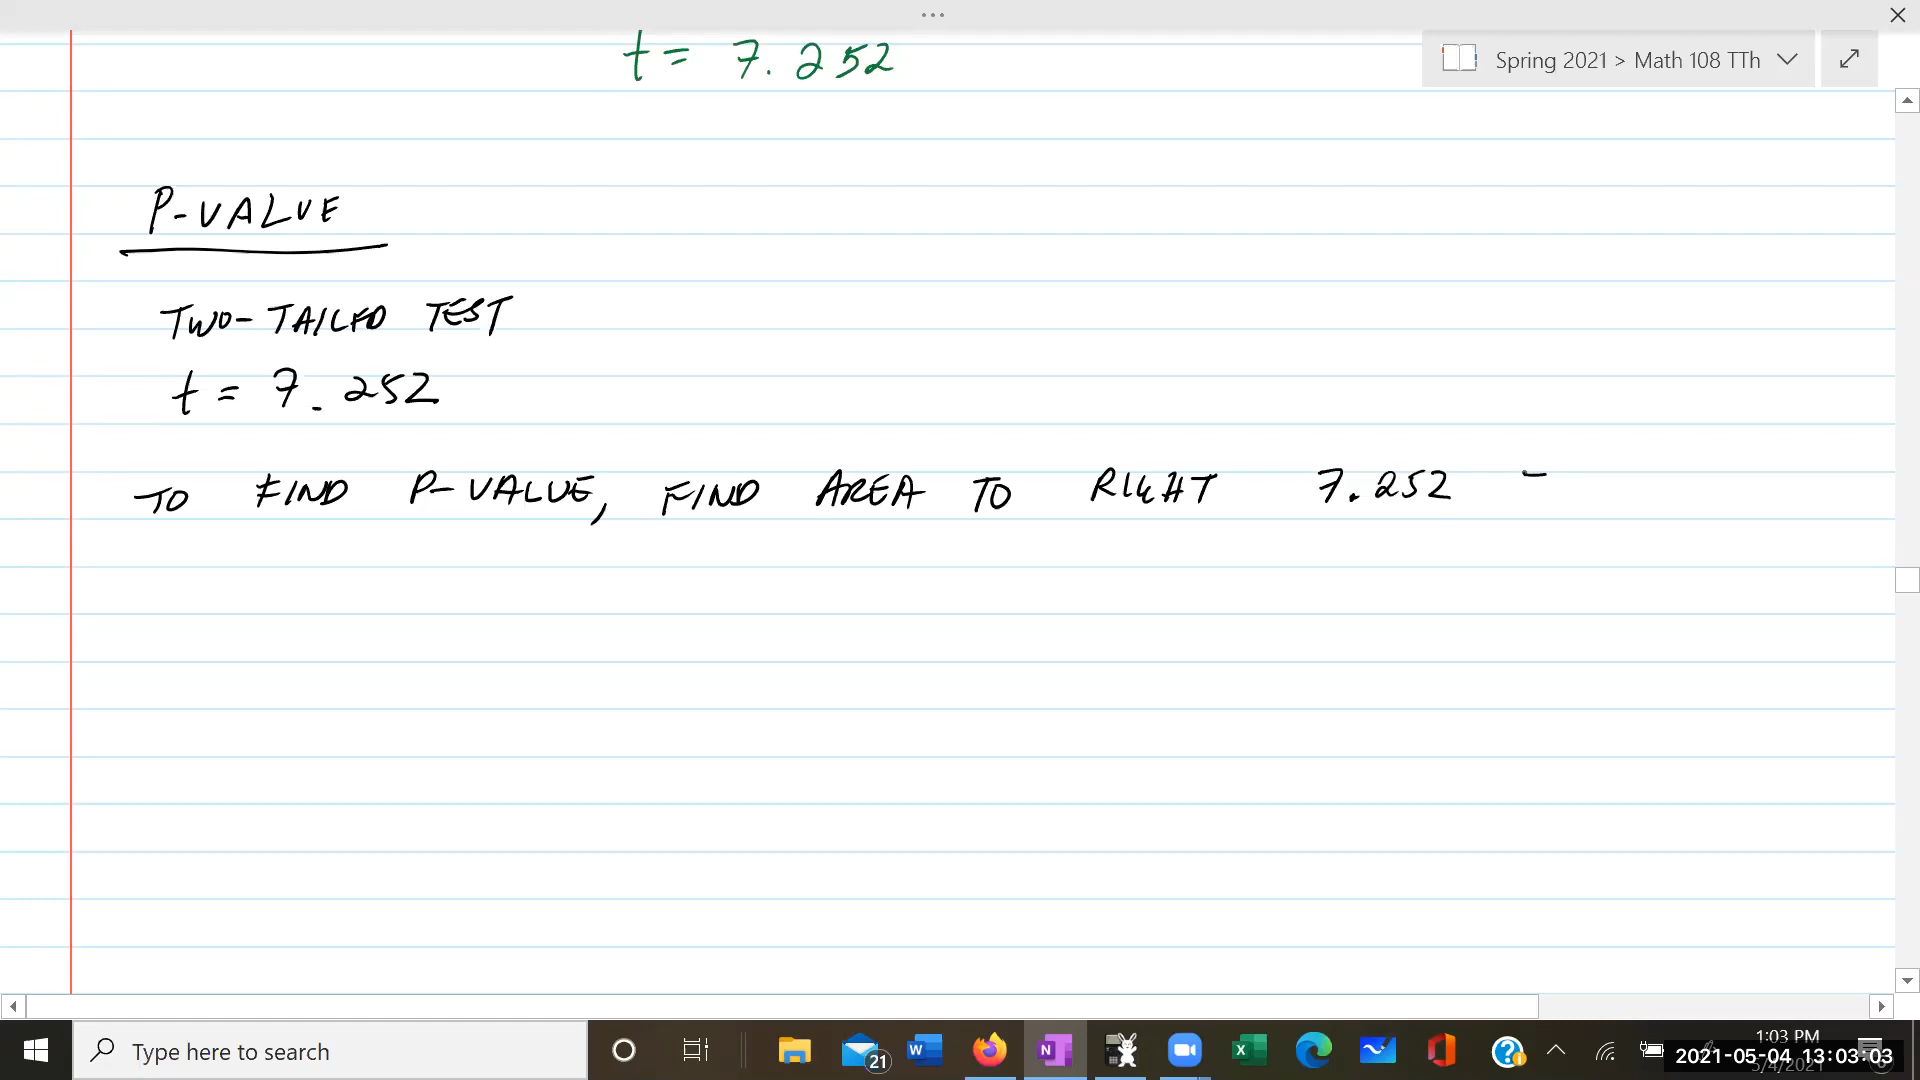 t = 7.252
Spring 2021 > Math 108 TTh
P-VALUE
TWO-TAILED TEST
t = 7.252
TO FIND P-VALUE, FIND AREA TO RIGHT 7.252
Type here to search
21
1:03 PM
2021-05-04 13:03:03